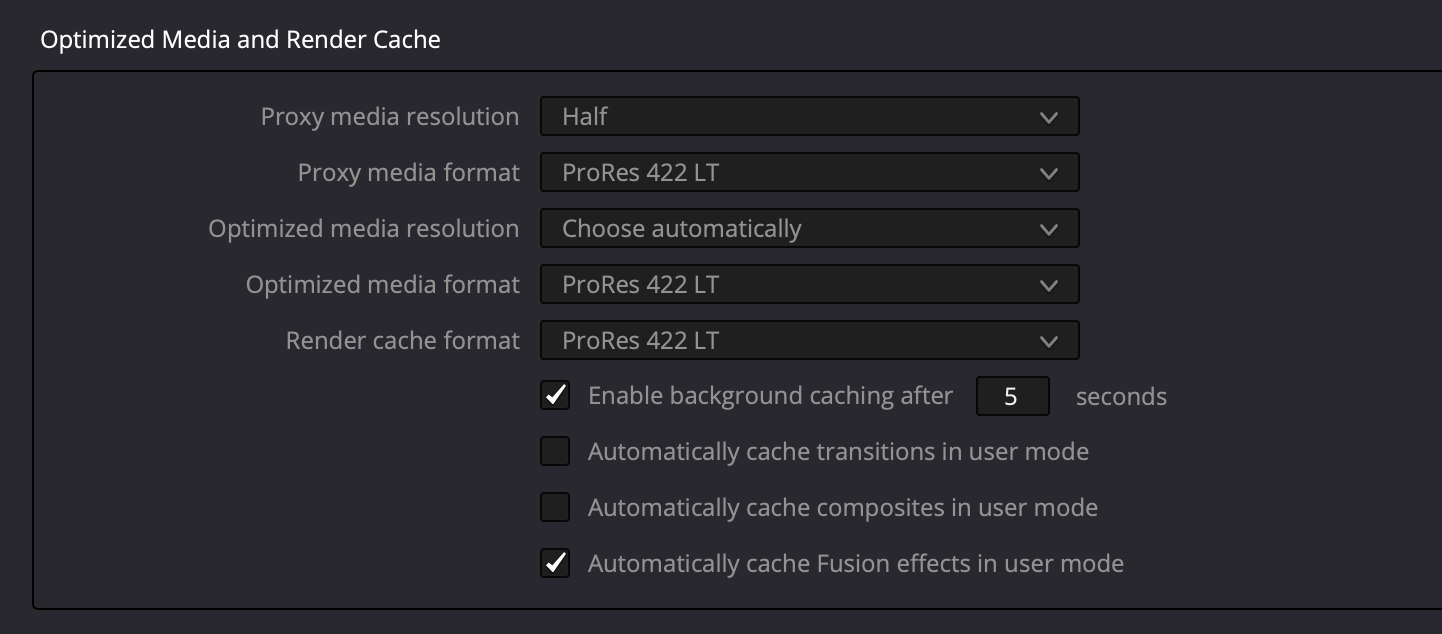 Optimized Media and Render Cache
Proxy media resolution Half
Proxy media format ProRes 422 LT
Optimized media resolution Choose automatically
Optimized media format ProRes 422 LT
Render cache format ProRes 422 LT
Enable background caching after 5 seconds
Automatically cache transitions in user mode
Automatically cache composites in user mode
Automatically cache Fusion effects in user mode